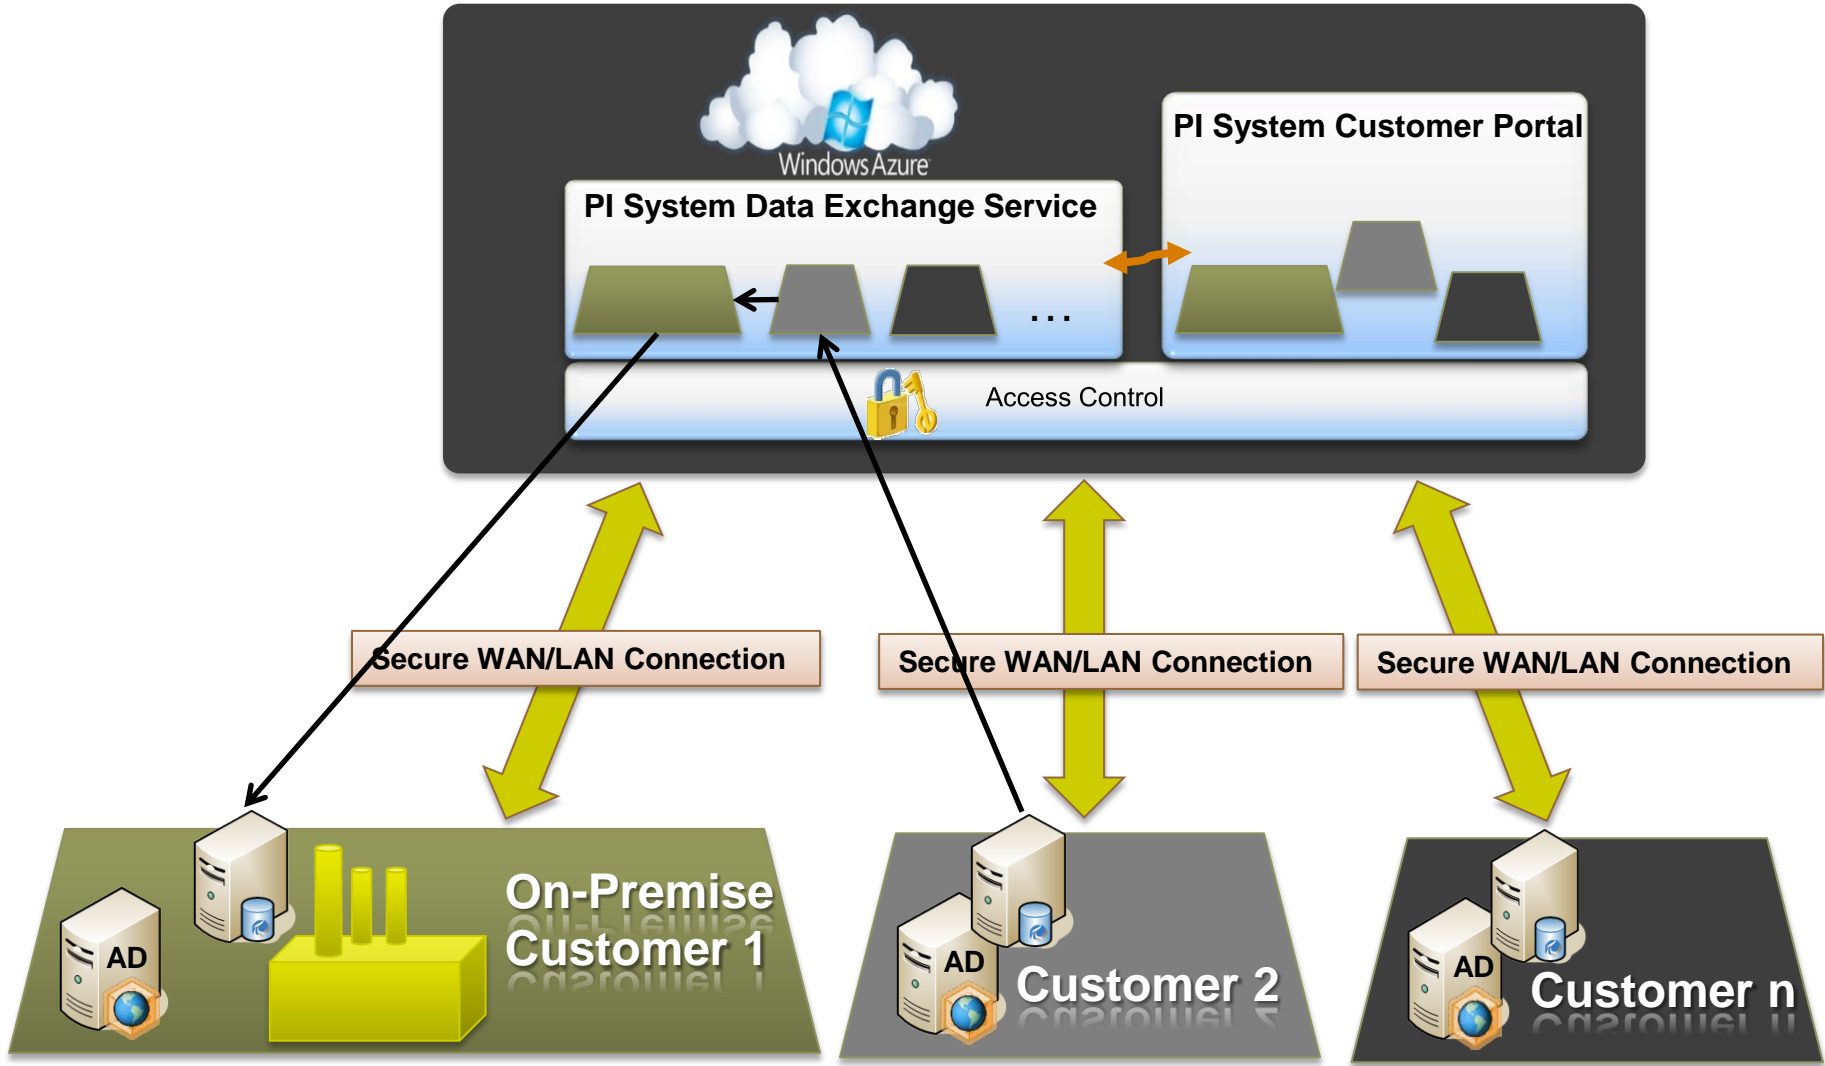 Windows Azure
PI System Customer Portal
PI System Data Exchange Service
...
Access Control
Secure WAN/LAN Connection
Secure WAN/LAN Connection
Secure WAN/LAN Connection
On-Premise
Customer 1
AD
AD
Customer 2
AD
Customer n